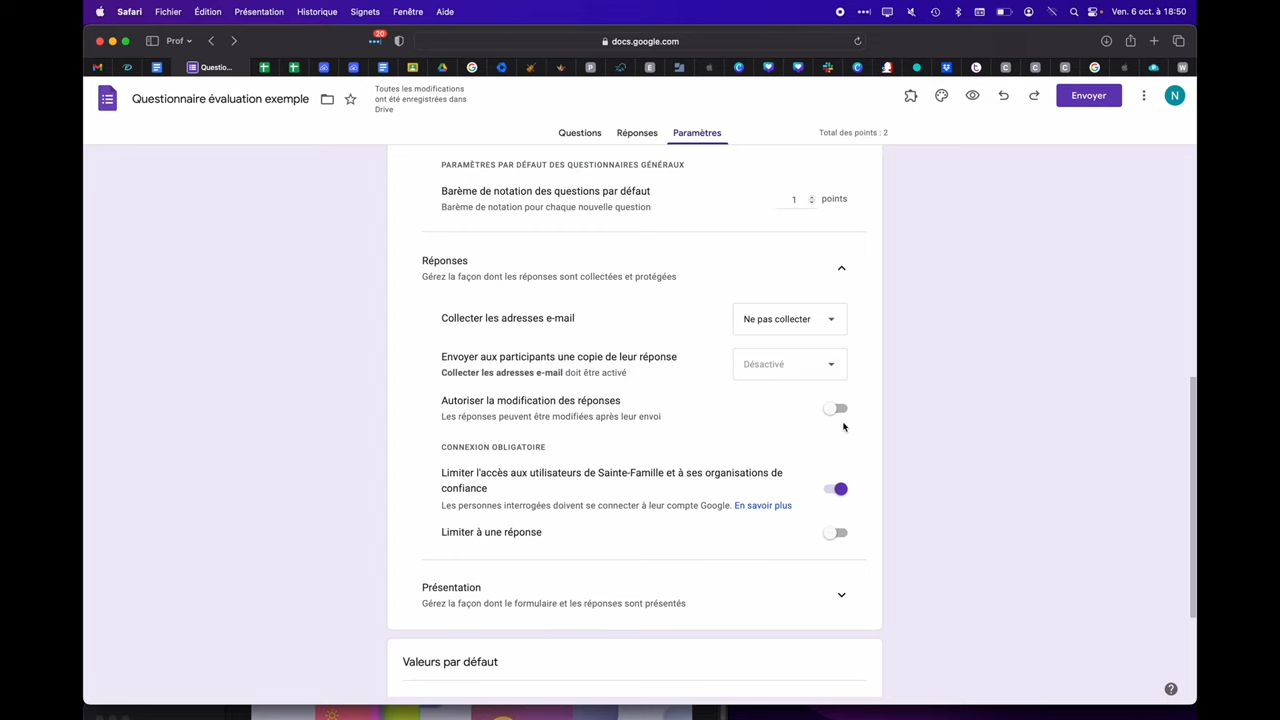 Safari Fichier Édition Présentation Historique Signets Fenêtre Aide Ven. 6 oct. à 18:50
Prof 20 docs.google.com
Questio...
Questionnaire évaluation exemple
Toutes les modifications
ont été enregistrées dans
Drive
Envoyer
N
Questions Réponses Paramètres Total des points : 2
PARAMÈTRES PAR DÉFAUT DES QUESTIONNAIRES GÉNÉRAUX
Barème de notation des questions par défaut
Barème de notation pour chaque nouvelle question
1 points
Réponses
Gérez la façon dont les réponses sont collectées et protégées
Collecter les adresses e-mail Ne pas collecter
Envoyer aux participants une copie de leur réponse
Collecter les adresses e-mail doit être activé
Désactivé
Autoriser la modification des réponses
Les réponses peuvent être modifiées après leur envoi
CONNEXION OBLIGATOIRE
Limiter l'accès aux utilisateurs de Sainte-Famille et à ses organisations de
confiance
Les personnes interrogées doivent se connecter à leur compte Google. En savoir plus
Limiter à une réponse
Présentation
Gérez la façon dont le formulaire et les réponses sont présentés
Valeurs par défaut